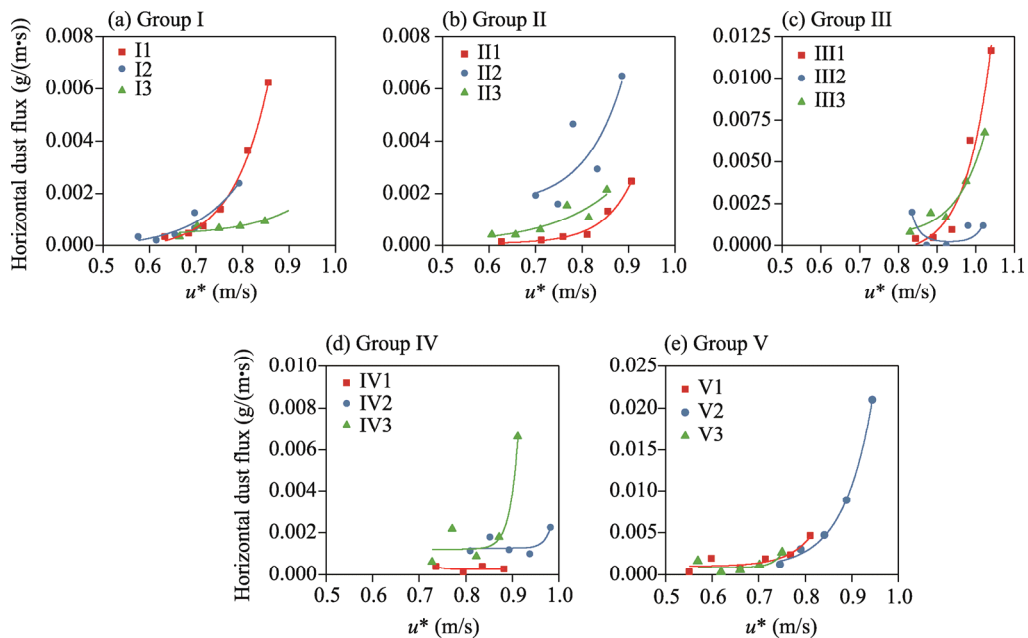 (a) Group I
(b) Group II
(c) Group III
Horizontal dust flux (g/(m•s))
0.008
0.006
0.004
0.002
0.000
I1
I2
I3
0.5 0.6 0.7 0.8 0.9 1.0
u* (m/s)
0.008
0.006
0.004
0.002
0.000
II1
II2
II3
0.5 0.6 0.7 0.8 0.9 1.0
u* (m/s)
0.0125
0.0100
0.0075
0.0050
0.0025
0.0000
III1
III2
III3
0.5 0.6 0.7 0.8 0.9 1.0 1.1
u* (m/s)
(d) Group IV
(e) Group V
Horizontal dust flux (g/(m•s))
0.010
0.008
0.006
0.004
0.002
0.000
IV1
IV2
IV3
0.5 0.6 0.7 0.8 0.9 1.0
u* (m/s)
0.025
0.020
0.015
0.010
0.005
0.000
V1
V2
V3
0.5 0.6 0.7 0.8 0.9 1.0
u* (m/s)